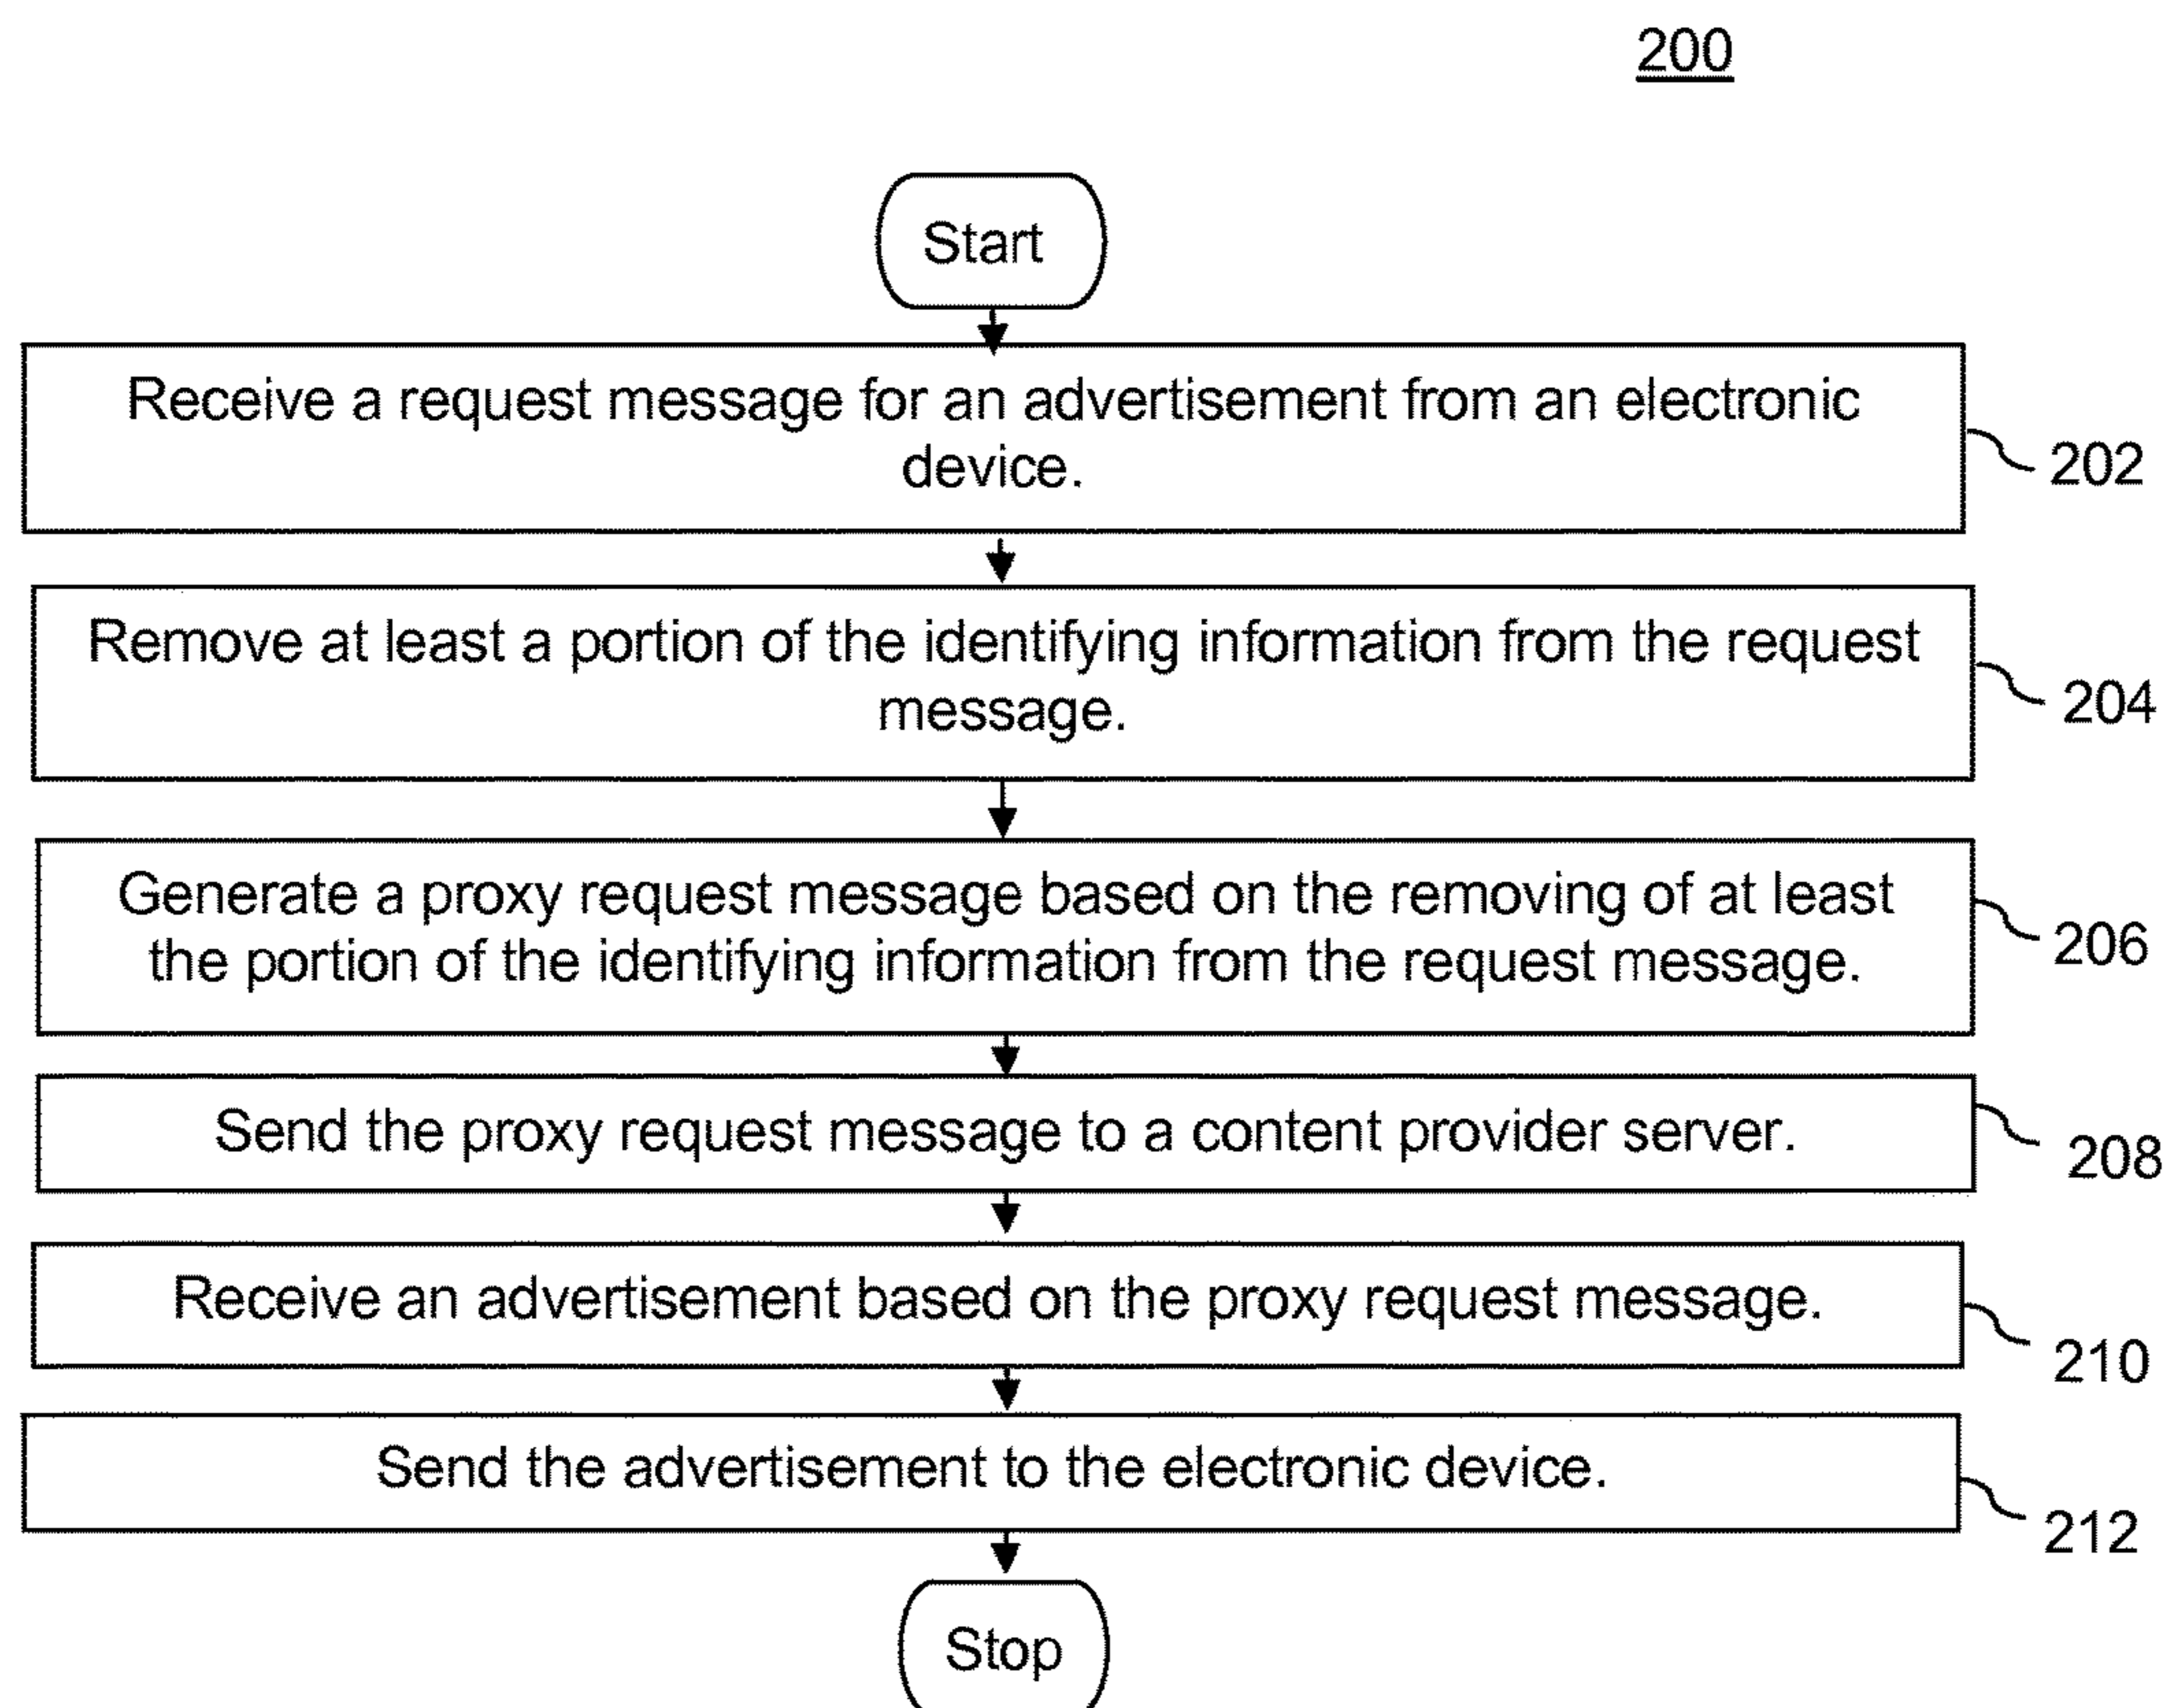 200
Start
Receive a request message for an advertisement from an electronic
device.
202
Remove at least a portion of the identifying information from the request
message.
204
Generate a proxy request message based on the removing of at least
the portion of the identifying information from the request message.
206
Send the proxy request message to a content provider server.
208
Receive an advertisement based on the proxy request message.
210
Send the advertisement to the electronic device.
212
Stop